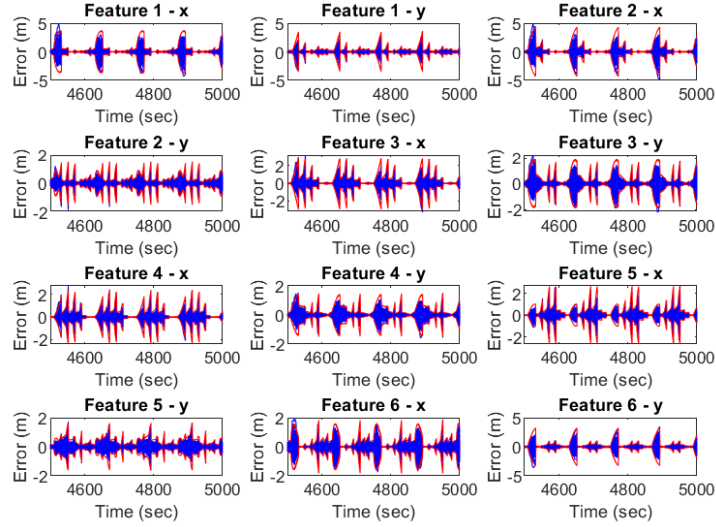 Feature 1 - x
Feature 1 - y
Feature 2 - x
Error (m)
5
0
-5
4600 4800 5000
Time (sec)
Error (m)
5
0
-5
4600 4800 5000
Time (sec)
Error (m)
5
0
-5
4600 4800 5000
Time (sec)
Feature 2 - y
Feature 3 - x
Feature 3 - y
Error (m)
2
0
-2
4600 4800 5000
Time (sec)
Error (m)
2
0
-2
4600 4800 5000
Time (sec)
Error (m)
2
0
-2
4600 4800 5000
Time (sec)
Feature 4 - x
Feature 4 - y
Feature 5 - x
Error (m)
2
0
-2
4600 4800 5000
Time (sec)
Error (m)
2
0
-2
4600 4800 5000
Time (sec)
Error (m)
2
0
-2
4600 4800 5000
Time (sec)
Feature 5 - y
Feature 6 - x
Feature 6 - y
Error (m)
2
0
-2
4600 4800 5000
Time (sec)
Error (m)
2
0
-2
4600 4800 5000
Time (sec)
Error (m)
5
0
-5
4600 4800 5000
Time (sec)